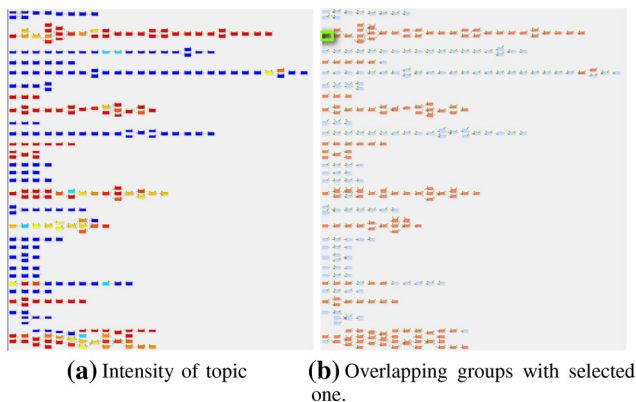 (a) Intensity of topic
(b) Overlapping groups with selected
one.